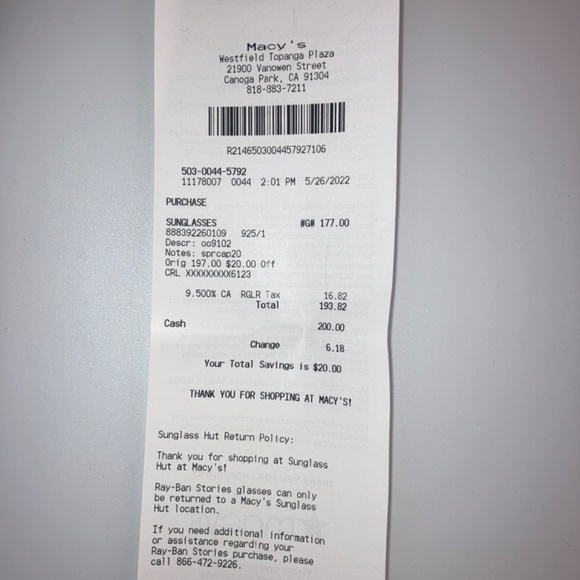 Macy's
Westfield Topanga Plaza
21900 Vanowen Street
Canoga Park, CA 91304
818-883-7211
R2146503004457927106
503-0044-5792
11178007 0044 2:01 PM 5/26/2022
PURCHASE
SUNGLASSES #G# 177.00
888392260109 925/1
Descr: oo9102
Notes: sprcap20
Orig 197.00 $20.00 Off
CRL XXXXXXXXX6123
9.500% CA RGLR Tax 16.82
Total 193.82
Cash 200.00
Change 6.18
Your Total Savings is $20.00
THANK YOU FOR SHOPPING AT MACY'S!
Sunglass Hut Return Policy:
Thank you for shopping at Sunglass
Hut at Macy's!
Ray-Ban Stories glasses can only
be returned to a Macy's Sunglass
Hut location.
If you need additional information
or assistance regarding your
Ray-Ban Stories purchase, please
call 866-472-9226.